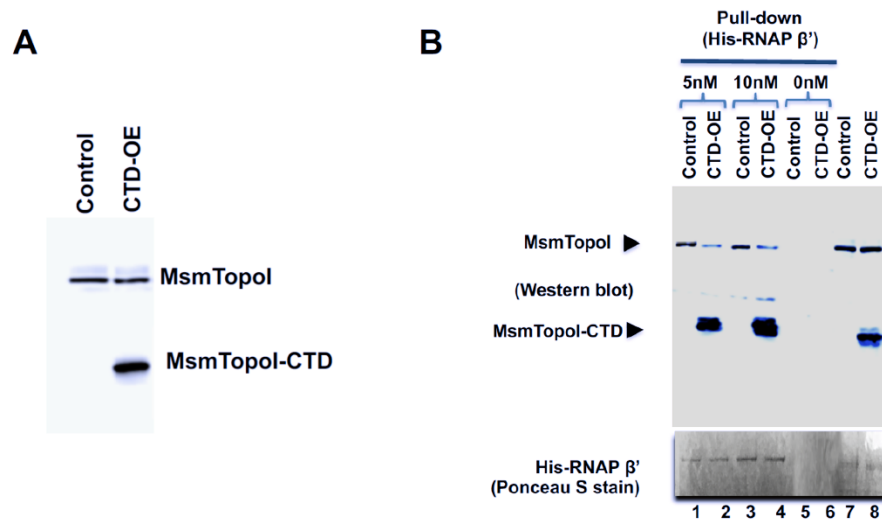 A
Control
CTD-OE
MsmTopoI
MsmTopoI-CTD
B
Pull-down
(His-RNAP β')
5nM 10nM 0nM
Control CTD-OE Control CTD-OE Control CTD-OE Control CTD-OE
MsmTopoI
(Western blot)
MsmTopoI-CTD
His-RNAP β'
(Ponceau S stain)
1 2 3 4 5 6 7 8